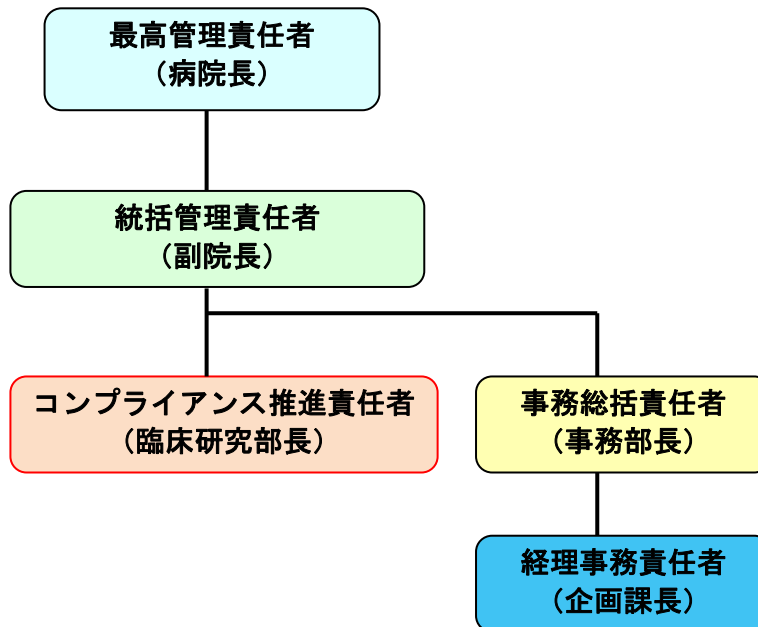 最高管理責任者
（病院長）
統括管理責任者
（副院長）
コンプライアンス推進責任者
（臨床研究部長）
事務総括責任者
（事務部長）
経理事務責任者
（企画課長）